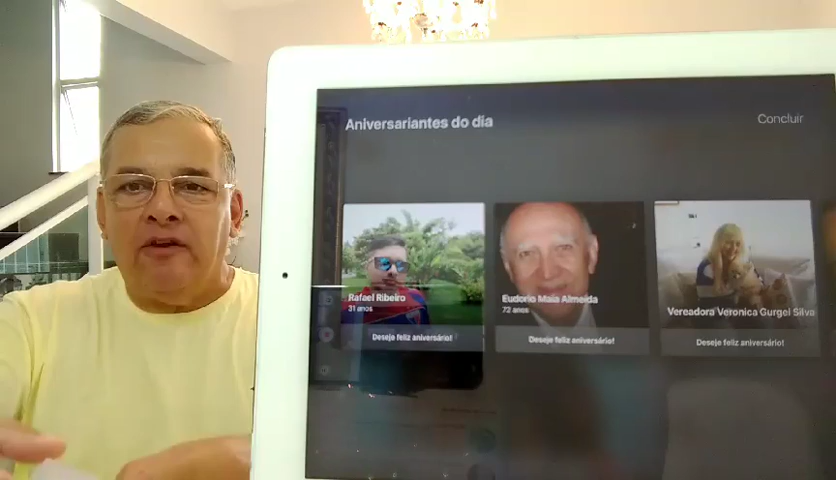 Aniversariantes do dia
Concluir
Rafael Ribeiro
31 anos
Deseje feliz aniversário!
Eudorio Maia Almeida
72 anos
Deseje feliz aniversário!
Vereadora Veronica Gurgel Silva
Deseje feliz aniversário!